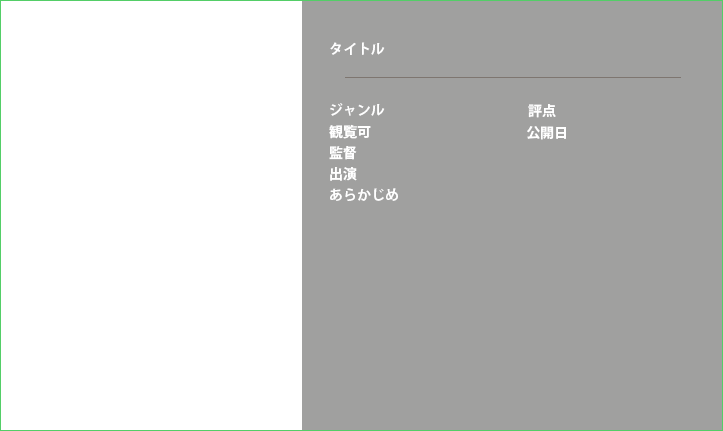 タイトル
ジャンル
観覧可
監督
出演
あらかじめ
評点
公開日